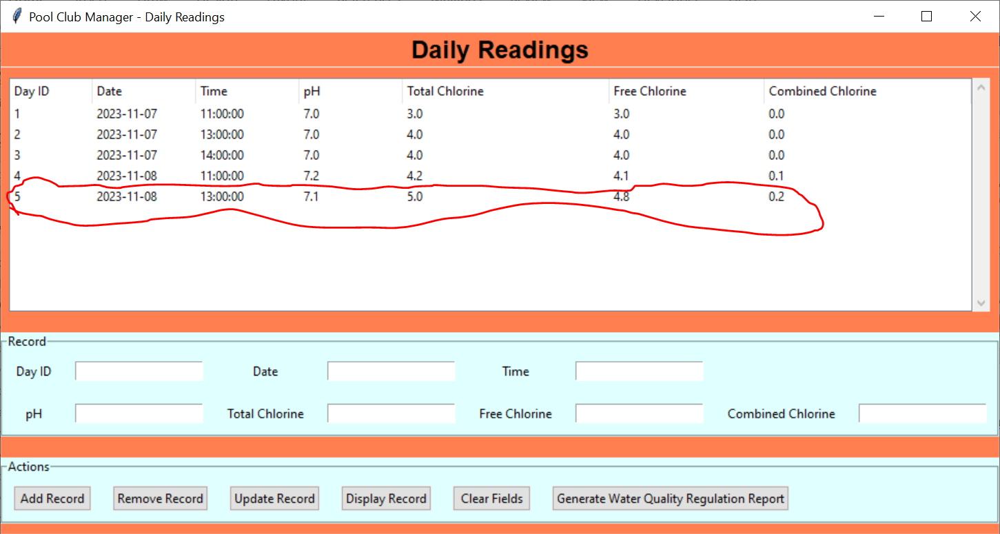 Pool Club Manager - Daily Readings
Daily Readings
Day ID Date Time pH Total Chlorine Free Chlorine Combined Chlorine
1 2023-11-07 11:00:00 7.0 3.0 3.0 0.0
2 2023-11-07 13:00:00 7.0 4.0 4.0 0.0
3 2023-11-07 14:00:00 7.0 4.0 4.0 0.0
4 2023-11-08 11:00:00 7.2 4.2 4.1 0.1
5 2023-11-08 13:00:00 7.1 5.0 4.8 0.2
Record
Day ID Date Time
pH Total Chlorine Free Chlorine Combined Chlorine
Actions
Add Record Remove Record Update Record Display Record Clear Fields Generate Water Quality Regulation Report